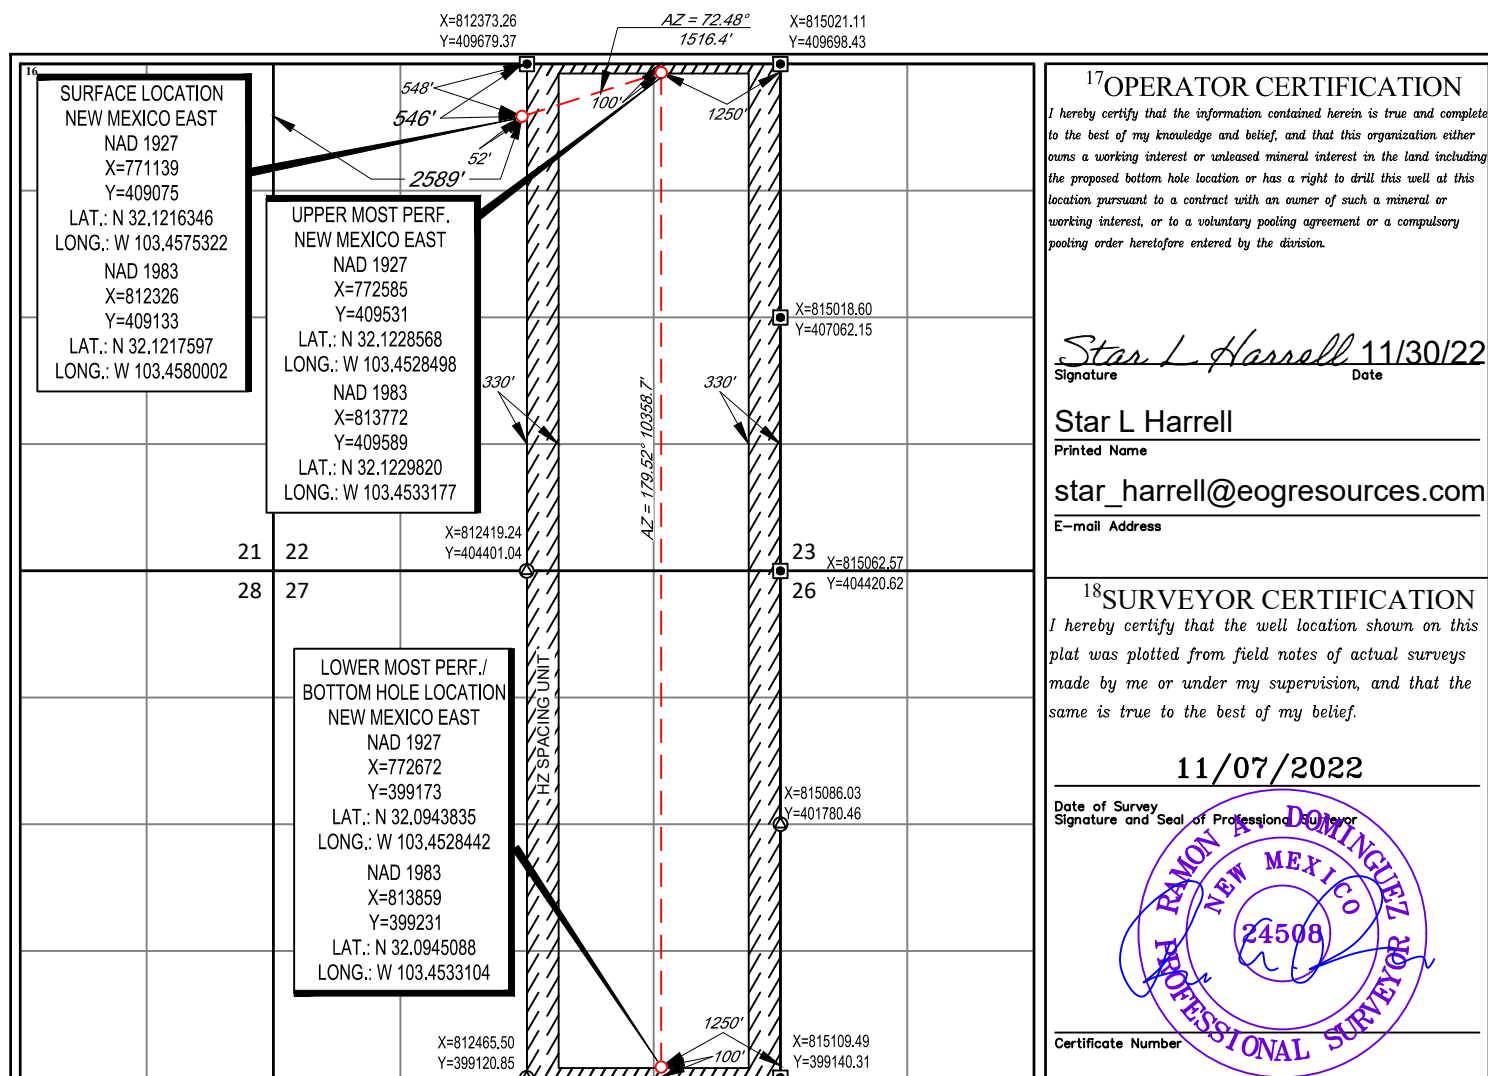 X=812373.26
Y=409679.37
AZ = 72.48°
1516.4'
X=815021.11
Y=409698.43
16
SURFACE LOCATION
NEW MEXICO EAST
NAD 1927
X=771139
Y=409075
LAT.: N 32.1216346
LONG.: W 103.4575322
NAD 1983
X=812326
Y=409133
LAT.: N 32.1217597
LONG.: W 103.4580002
548'
546'
52'
2589'
100'
1250'
UPPER MOST PERF.
NEW MEXICO EAST
NAD 1927
X=772585
Y=409531
LAT.: N 32.1228568
LONG.: W 103.4528498
NAD 1983
X=813772
Y=409589
LAT.: N 32.1229820
LONG.: W 103.4533177
X=815018.60
Y=407062.15
330'
330'
AZ = 179.52° 10358.7'
X=812419.24
Y=404401.04
21 22
23
X=815062.57
Y=404420.62
28 27
26
LOWER MOST PERF./
BOTTOM HOLE LOCATION
NEW MEXICO EAST
NAD 1927
X=772672
Y=399173
LAT.: N 32.0943835
LONG.: W 103.4528442
NAD 1983
X=813859
Y=399231
LAT.: N 32.0945088
LONG.: W 103.4533104
HZ SPACING UNIT
X=815086.03
Y=401780.46
X=812465.50
Y=399120.85
1250'
100'
X=815109.49
Y=399140.31
17OPERATOR CERTIFICATION
I hereby certify that the information contained herein is true and complete
to the best of my knowledge and belief, and that this organization either
owns a working interest or unleased mineral interest in the land including
the proposed bottom hole location or has a right to drill this well at this
location pursuant to a contract with an owner of such a mineral or
working interest, or to a voluntary pooling agreement or a compulsory
pooling order heretofore entered by the division.
Star L Harrell 11/30/22
Signature Date
Star L Harrell
Printed Name
star_harrell@eogresources.com
E-mail Address
18SURVEYOR CERTIFICATION
I hereby certify that the well location shown on this
plat was plotted from field notes of actual surveys
made by me or under my supervision, and that the
same is true to the best of my belief.
11/07/2022
Date of Survey
Signature and Seal of Professional Surveyor
RAMON A. DOMINGUEZ
NEW MEXICO
24508
PROFESSIONAL SURVEYOR
Certificate Number